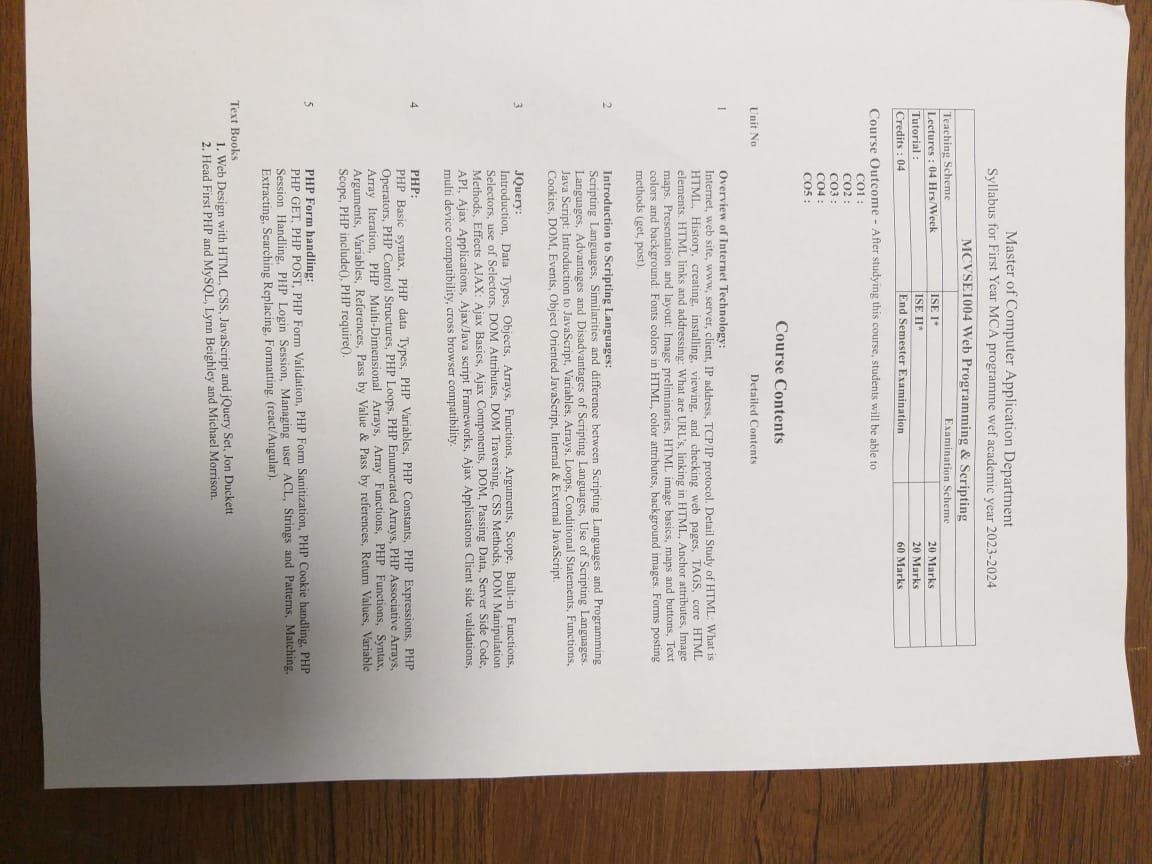 Master of Computer Application Department
Syllabus for First Year MCA programme wef academic year 2023-2024
MCVSE1004 Web Programming & Scripting
Teaching Scheme Examination Scheme
Lectures : 04 Hrs/Week ISE I* 20 Marks
Tutorial : ISE II* 20 Marks
Credits : 04 End Semester Examination 60 Marks
Course Outcome - After studying this course, students will be able to
CO1 :
CO2 :
CO3 :
CO4 :
CO5 :
Course Contents
Unit No Detailed Contents
1 Overview of Internet Technology:
Internet, web site, www, server, client, IP address, TCP/IP protocol. Detail Study of HTML: What is
HTML, History, creating, installing, viewing, and checking web pages, TAGS, core HTML
elements. HTML links and addressing: What are URL's, linking in HTML, Anchor attributes, Image
maps. Presentation and layout: Image preliminaries, HTML image basics, maps and buttons, Text
colors and background: Fonts colors in HTML, color attributes, background images. Forms posting
methods (get, post).
2 Introduction to Scripting Languages:
Scripting Languages, Similarities and difference between Scripting Languages and Programming
Languages, Advantages and Disadvantages of Scripting Languages, Use of Scripting Languages.
Java Script: Introduction to JavaScript, Variables, Arrays, Loops, Conditional Statements, Functions,
Cookies, DOM, Events, Object Oriented JavaScript, Internal & External JavaScript.
3 JQuery:
Introduction, Data Types, Objects, Arrays, Functions, Arguments, Scope, Built-in Functions,
Selectors, use of Selectors, DOM Attributes, DOM Traversing, CSS Methods, DOM Manipulation
Methods, Effects AJAX: Ajax Basics, Ajax Components, DOM, Passing Data, Server Side Code,
API, Ajax Applications, Ajax/Java script Frameworks, Ajax Applications Client side validations,
multi device compatibility, cross browser compatibility.
4 PHP:
PHP Basic syntax, PHP data Types, PHP Variables, PHP Constants, PHP Expressions, PHP
Operators, PHP Control Structures, PHP Loops, PHP Enumerated Arrays, PHP Associative Arrays,
Array Iteration, PHP Multi-Dimensional Arrays, Array Functions, PHP Functions, Syntax,
Arguments, Variables, References, Pass by Value & Pass by references, Return Values, Variable
Scope, PHP include(), PHP require().
5 PHP Form handling:
PHP GET, PHP POST, PHP Form Validation, PHP Form Sanitization, PHP Cookie handling, PHP
Session Handling, PHP Login Session, Managing user ACL, Strings and Patterns, Matching,
Extracting, Searching Replacing, Formatting. (react/Angular).
Text Books
1. Web Design with HTML, CSS, JavaScript and jQuery Set, Jon Duckett
2. Head First PHP and MySQL, Lynn Beighley and Michael Morrison.